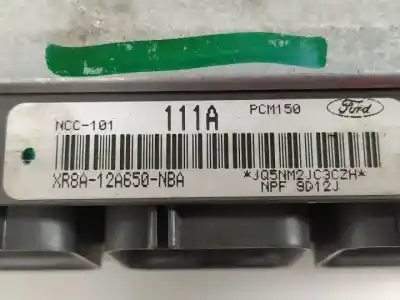 NCC-101 111A PCM150 Ford
XR8A-12A650-NBA *JQ5NM2JC3CZH*
NPF 9D12J